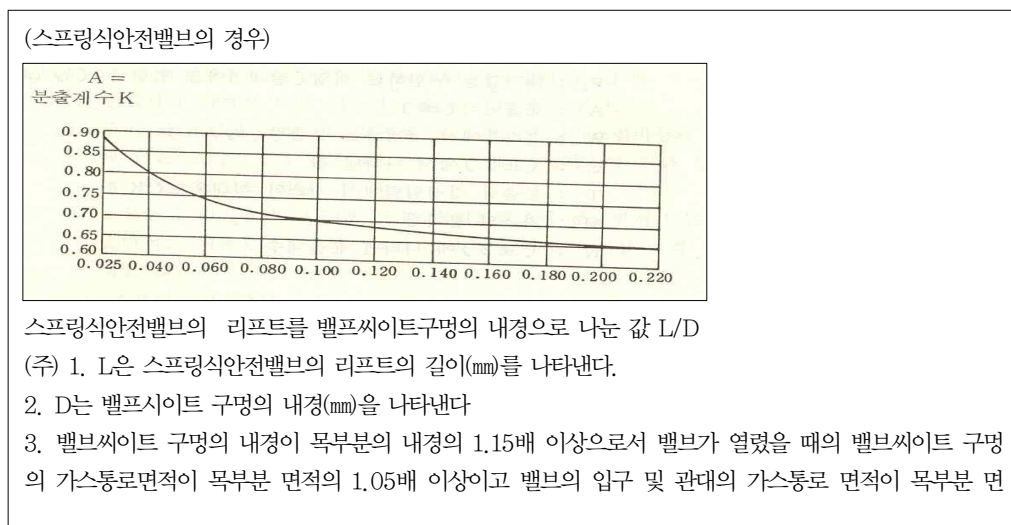 (스프링식안전밸브의 경우)
A =
분출계수 K
0.90
0.85
0.80
0.75
0.70
0.65
0.60
0.025 0.040 0.060 0.080 0.100 0.120 0.140 0.160 0.180 0.200 0.220
스프링식안전밸브의 리프트를 밸프씨이트구멍의 내경으로 나눈 값 L/D
(주) 1. L은 스프링식안전밸브의 리프트의 길이(㎜)를 나타낸다.
2. D는 밸프시이트 구멍의 내경(㎜)을 나타낸다
3. 밸브씨이트 구멍의 내경이 목부분의 내경의 1.15배 이상으로서 밸브가 열렸을 때의 밸브씨이트 구멍
의 가스통로면적이 목부분 면적의 1.05배 이상이고 밸브의 입구 및 관대의 가스통로 면적이 목부분 면